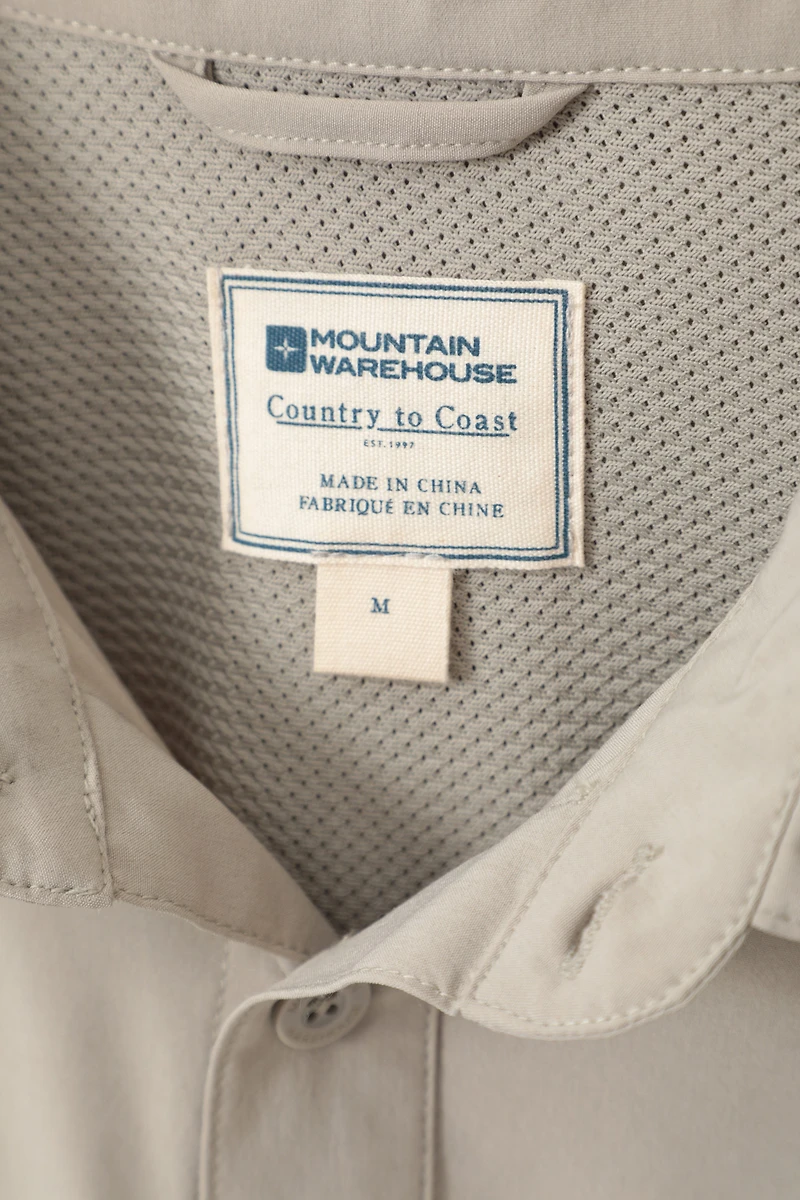 MOUNTAIN
WAREHOUSE
Country to Coast
EST. 1997
MADE IN CHINA
FABRIQUÉ EN CHINE
M